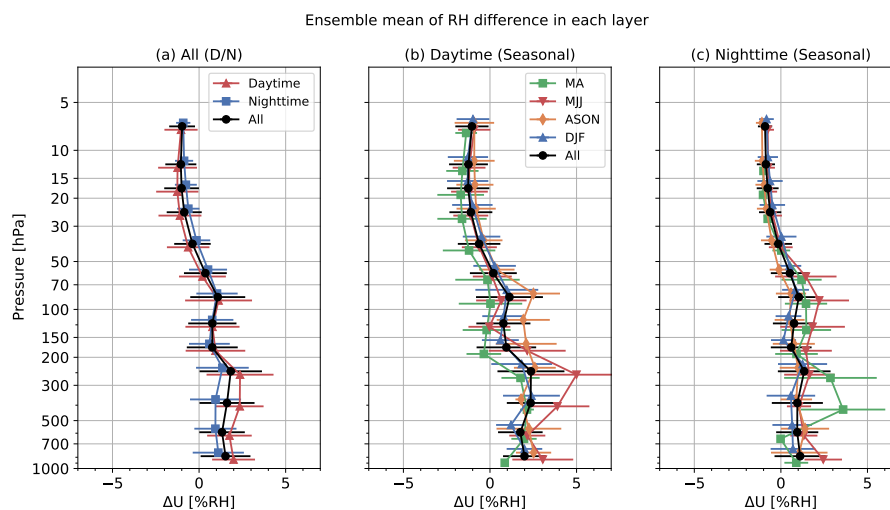 Ensemble mean of RH difference in each layer
(a) All (D/N)
(b) Daytime (Seasonal)
(c) Nighttime (Seasonal)
Pressure [hPa]
5
10
15
20
30
50
70
100
150
200
300
500
700
1000
Daytime
Nighttime
All
MA
MJJ
ASON
DJF
All
−5 0 5
−5 0 5
−5 0 5
ΔU [%RH]
ΔU [%RH]
ΔU [%RH]